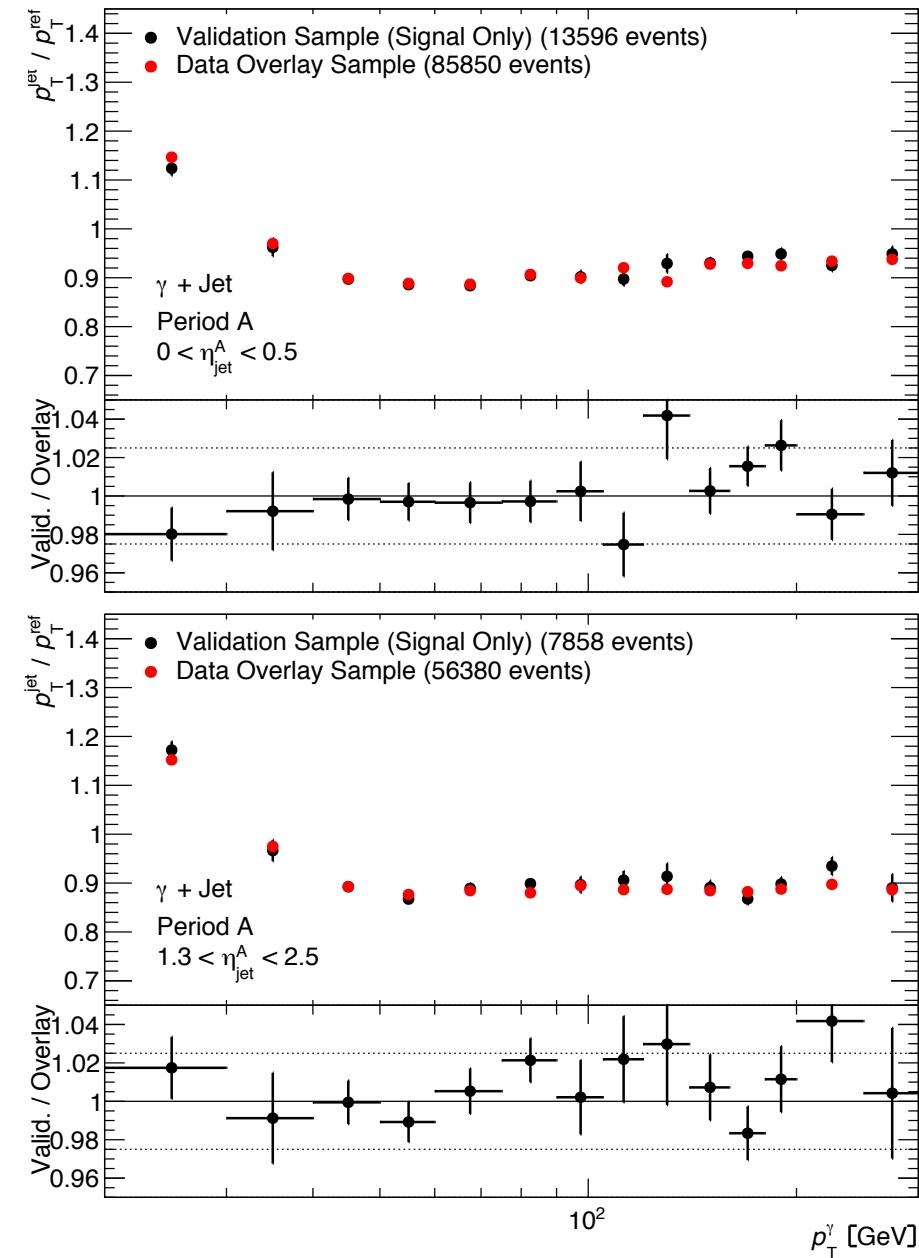 p_T^jet / p_T^ref
1.4
1.3
1.2
1.1
1
0.9
0.8
0.7
Validation Sample (Signal Only) (13596 events)
Data Overlay Sample (85850 events)
γ + Jet
Period A
0 < η_jet^A < 0.5
Valid. / Overlay
1.04
1.02
1
0.98
0.96
p_T^jet / p_T^ref
1.4
1.3
1.2
1.1
1
0.9
0.8
0.7
Validation Sample (Signal Only) (7858 events)
Data Overlay Sample (56380 events)
γ + Jet
Period A
1.3 < η_jet^A < 2.5
Valid. / Overlay
1.04
1.02
1
0.98
0.96
10²
p_T^γ [GeV]